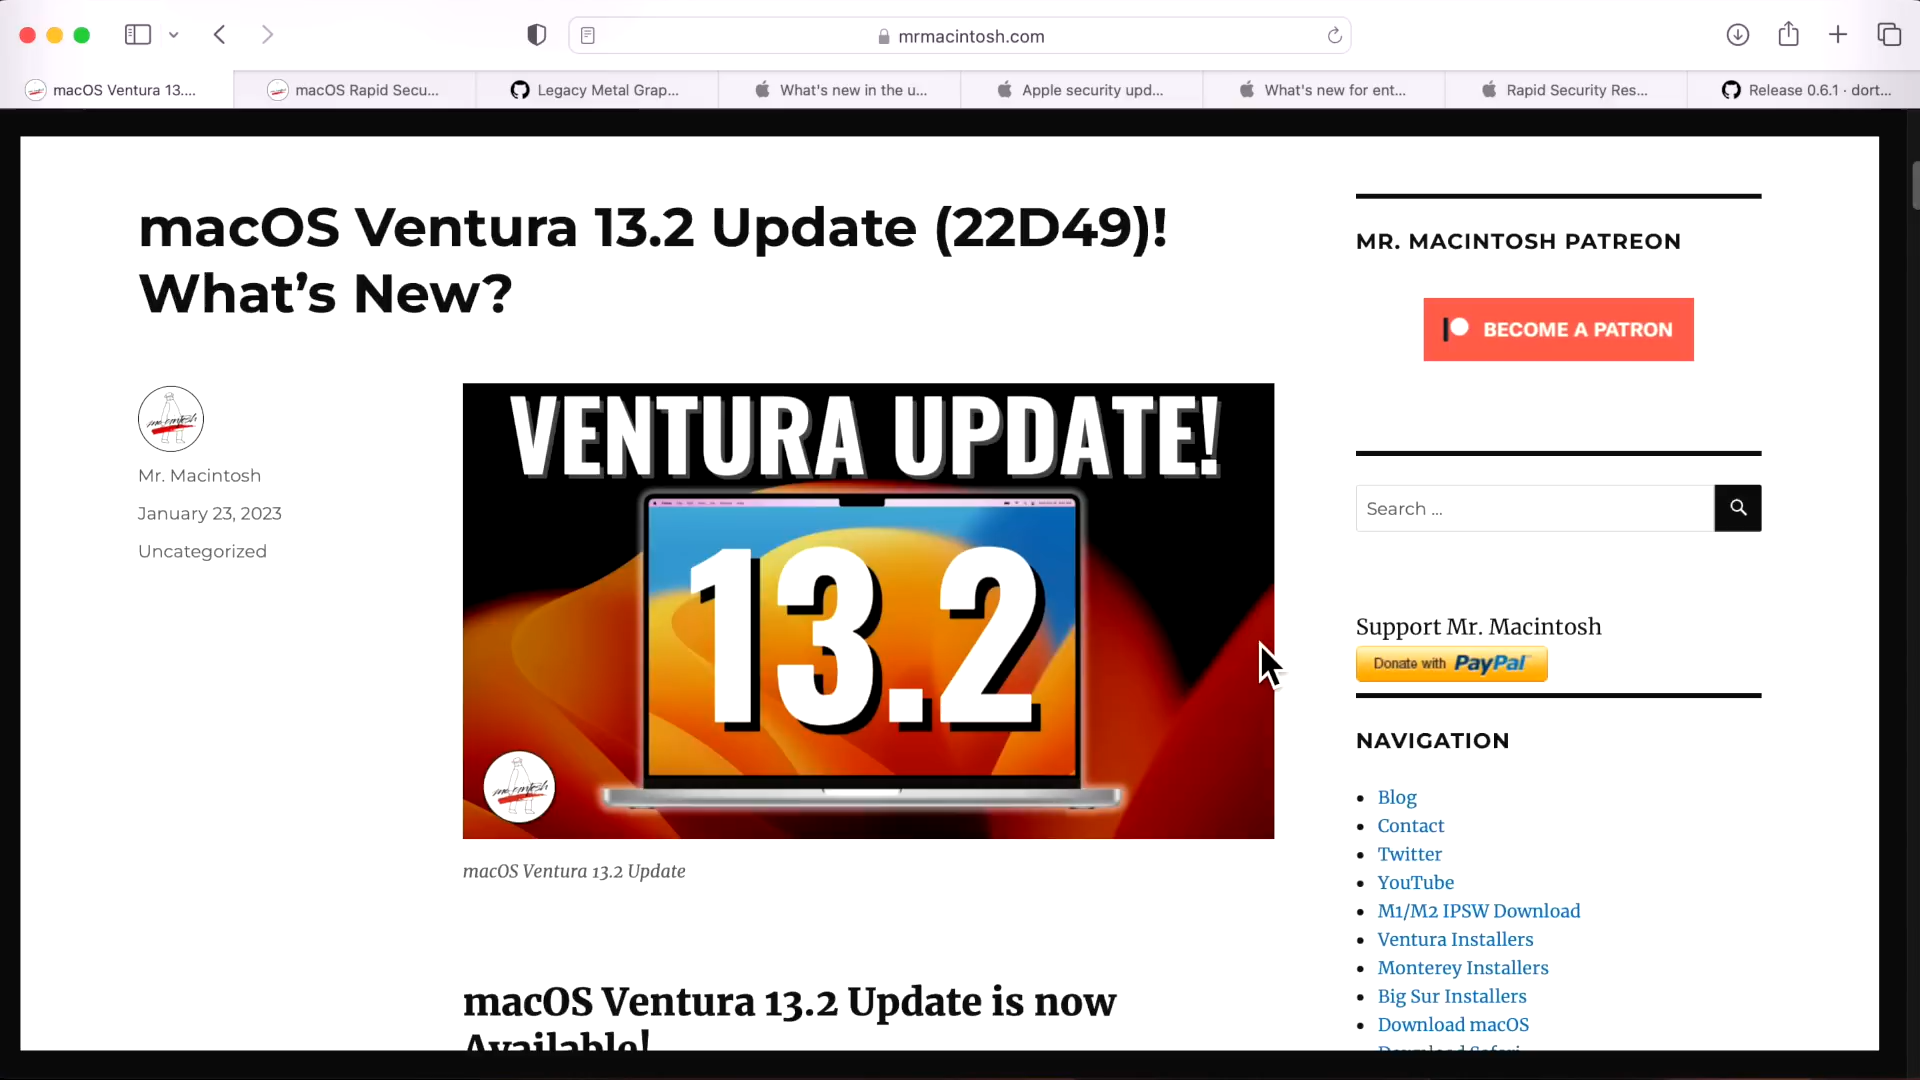 mrmacintosh.com
macOS Ventura 13....
macOS Rapid Secu...
Legacy Metal Grap...
What's new in the u...
Apple security upd...
What's new for ent...
Rapid Security Res...
Release 0.6.1 · dort...
macOS Ventura 13.2 Update (22D49)!
What’s New?
Mr. Macintosh
January 23, 2023
Uncategorized
VENTURA UPDATE!
13.2
macOS Ventura 13.2 Update
macOS Ventura 13.2 Update is now
Available!
MR. MACINTOSH PATREON
BECOME A PATRON
Search ...
Support Mr. Macintosh
Donate with PayPal
NAVIGATION
Blog
Contact
Twitter
YouTube
M1/M2 IPSW Download
Ventura Installers
Monterey Installers
Big Sur Installers
Download macOS
Download Safari